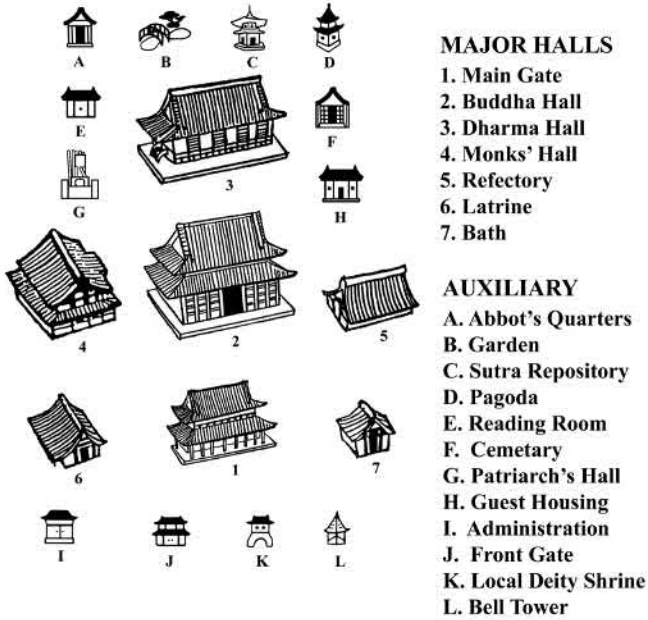 A
B
C
D
E
F
G
H
3
4
2
5
6
1
7
I
J
K
L
MAJOR HALLS
1. Main Gate
2. Buddha Hall
3. Dharma Hall
4. Monks' Hall
5. Refectory
6. Latrine
7. Bath
AUXILIARY
A. Abbot's Quarters
B. Garden
C. Sutra Repository
D. Pagoda
E. Reading Room
F. Cemetary
G. Patriarch's Hall
H. Guest Housing
I. Administration
J. Front Gate
K. Local Deity Shrine
L. Bell Tower